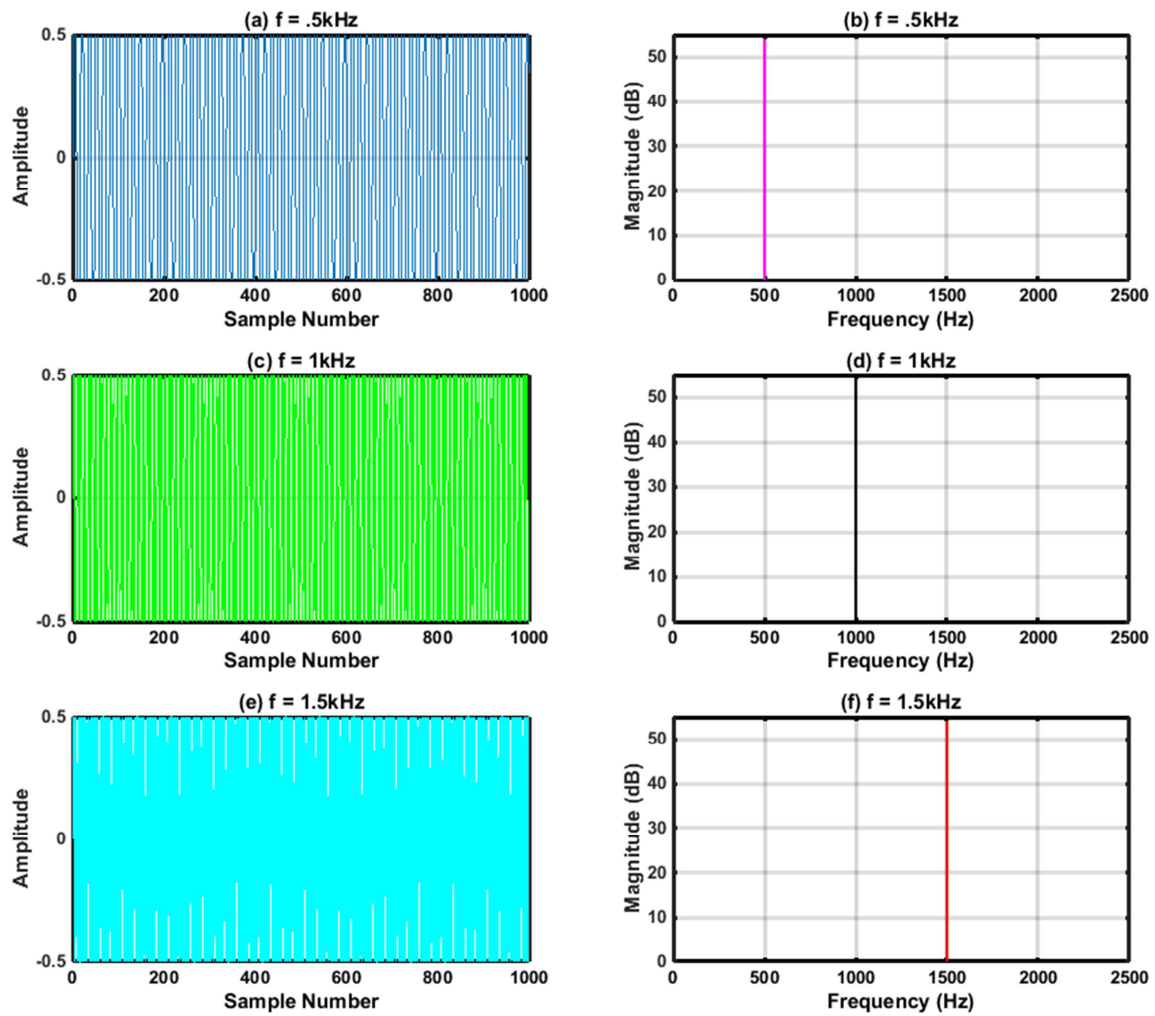 (a) f = .5kHz
0.5
0
-0.5
Amplitude
0 200 400 600 800 1000
Sample Number
(b) f = .5kHz
50
40
30
20
10
0
Magnitude (dB)
0 500 1000 1500 2000 2500
Frequency (Hz)
(c) f = 1kHz
0.5
0
-0.5
Amplitude
0 200 400 600 800 1000
Sample Number
(d) f = 1kHz
50
40
30
20
10
0
Magnitude (dB)
0 500 1000 1500 2000 2500
Frequency (Hz)
(e) f = 1.5kHz
0.5
0
-0.5
Amplitude
0 200 400 600 800 1000
Sample Number
(f) f = 1.5kHz
50
40
30
20
10
0
Magnitude (dB)
0 500 1000 1500 2000 2500
Frequency (Hz)